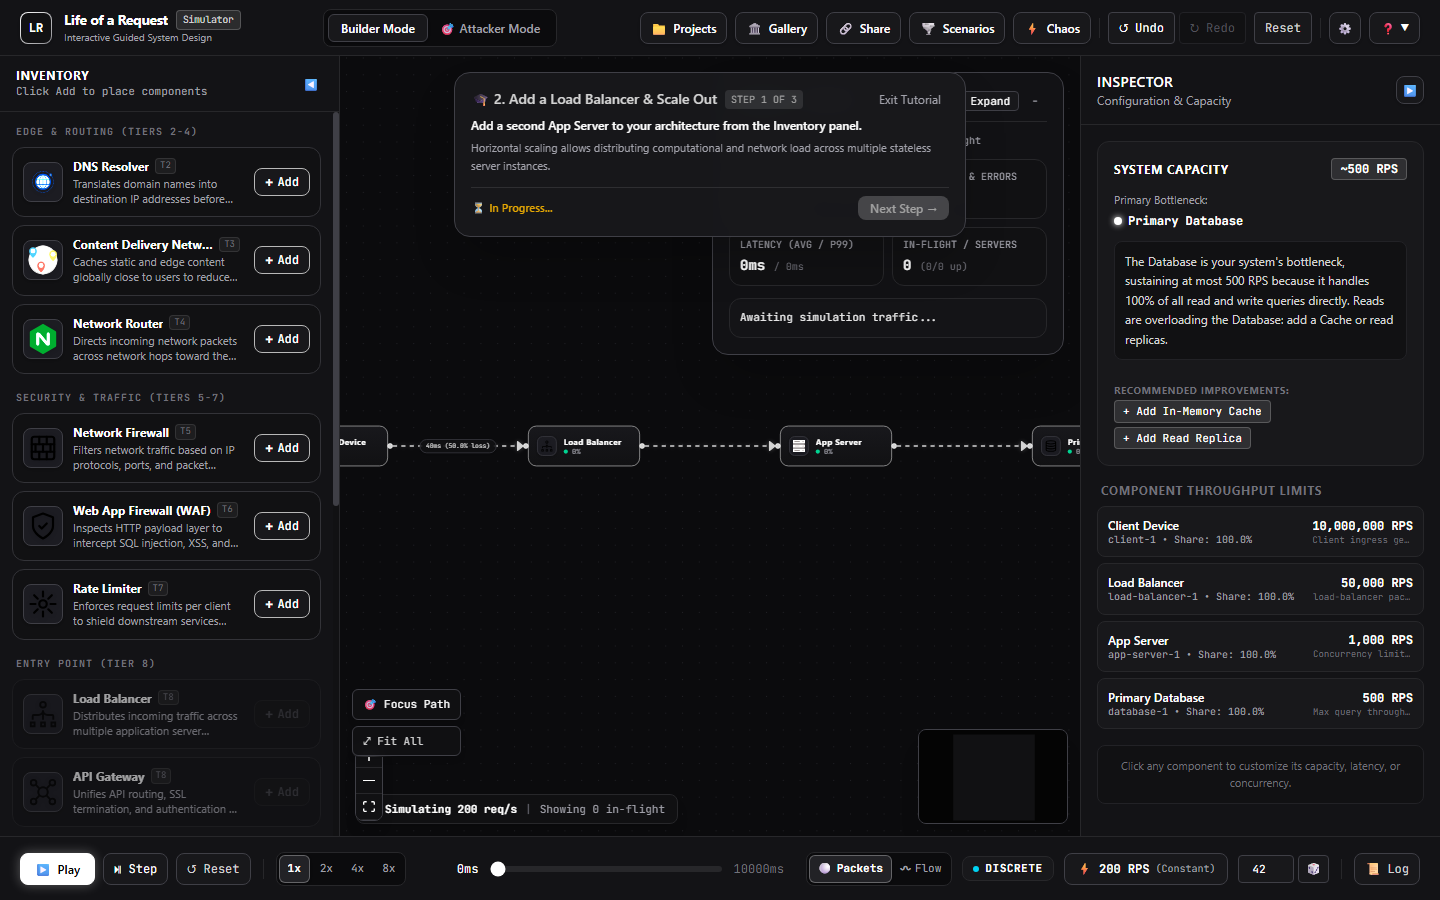 LR
Life of a Request
Simulator
Interactive Guided System Design
Builder Mode
Attacker Mode
Projects
Gallery
Share
Scenarios
Chaos
↺ Undo
↻ Redo
Reset
▼
INVENTORY
Click Add to place components
EDGE & ROUTING (TIERS 2-4)
DNS Resolver T2
Translates domain names into
destination IP addresses before...
+ Add
Content Delivery Netw... T3
Caches static and edge content
globally close to users to reduce...
+ Add
Network Router T4
Directs incoming network packets
across network hops toward the...
+ Add
SECURITY & TRAFFIC (TIERS 5-7)
Network Firewall T5
Filters network traffic based on IP
protocols, ports, and packet...
+ Add
Web App Firewall (WAF) T6
Inspects HTTP payload layer to
intercept SQL injection, XSS, and...
+ Add
Rate Limiter T7
Enforces request limits per client
to shield downstream services...
+ Add
ENTRY POINT (TIER 8)
Load Balancer T8
Distributes incoming traffic across
multiple application server...
+ Add
API Gateway T8
Unifies API routing, SSL
termination, and authentication ...
+ Add
2. Add a Load Balancer & Scale Out
STEP 1 OF 3
Exit Tutorial
Add a second App Server to your architecture from the Inventory panel.
Horizontal scaling allows distributing computational and network load across multiple stateless
server instances.
In Progress...
Next Step →
Expand
-
ght
& ERRORS
LATENCY (AVG / P99)
0ms / 0ms
IN-FLIGHT / SERVERS
0 (0/0 up)
Awaiting simulation traffic...
Device
40ms (50.0% loss)
Load Balancer
0%
App Server
0%
Pri
Focus Path
⤢ Fit All
Simulating 200 req/s | Showing 0 in-flight
INSPECTOR
Configuration & Capacity
SYSTEM CAPACITY
~500 RPS
Primary Bottleneck:
Primary Database
The Database is your system's bottleneck,
sustaining at most 500 RPS because it handles
100% of all read and write queries directly. Reads
are overloading the Database: add a Cache or read
replicas.
RECOMMENDED IMPROVEMENTS:
+ Add In-Memory Cache
+ Add Read Replica
COMPONENT THROUGHPUT LIMITS
Client Device
10,000,000 RPS
client-1 • Share: 100.0%
Client ingress ge…
Load Balancer
50,000 RPS
load-balancer-1 • Share: 100.0%
load-balancer pac…
App Server
1,000 RPS
app-server-1 • Share: 100.0%
Concurrency limit…
Primary Database
500 RPS
database-1 • Share: 100.0%
Max query through…
Click any component to customize its capacity, latency, or
concurrency.
Play
Step
↺ Reset
1x
2x
4x
8x
0ms
10000ms
Packets
Flow
DISCRETE
200 RPS (Constant)
42
Log